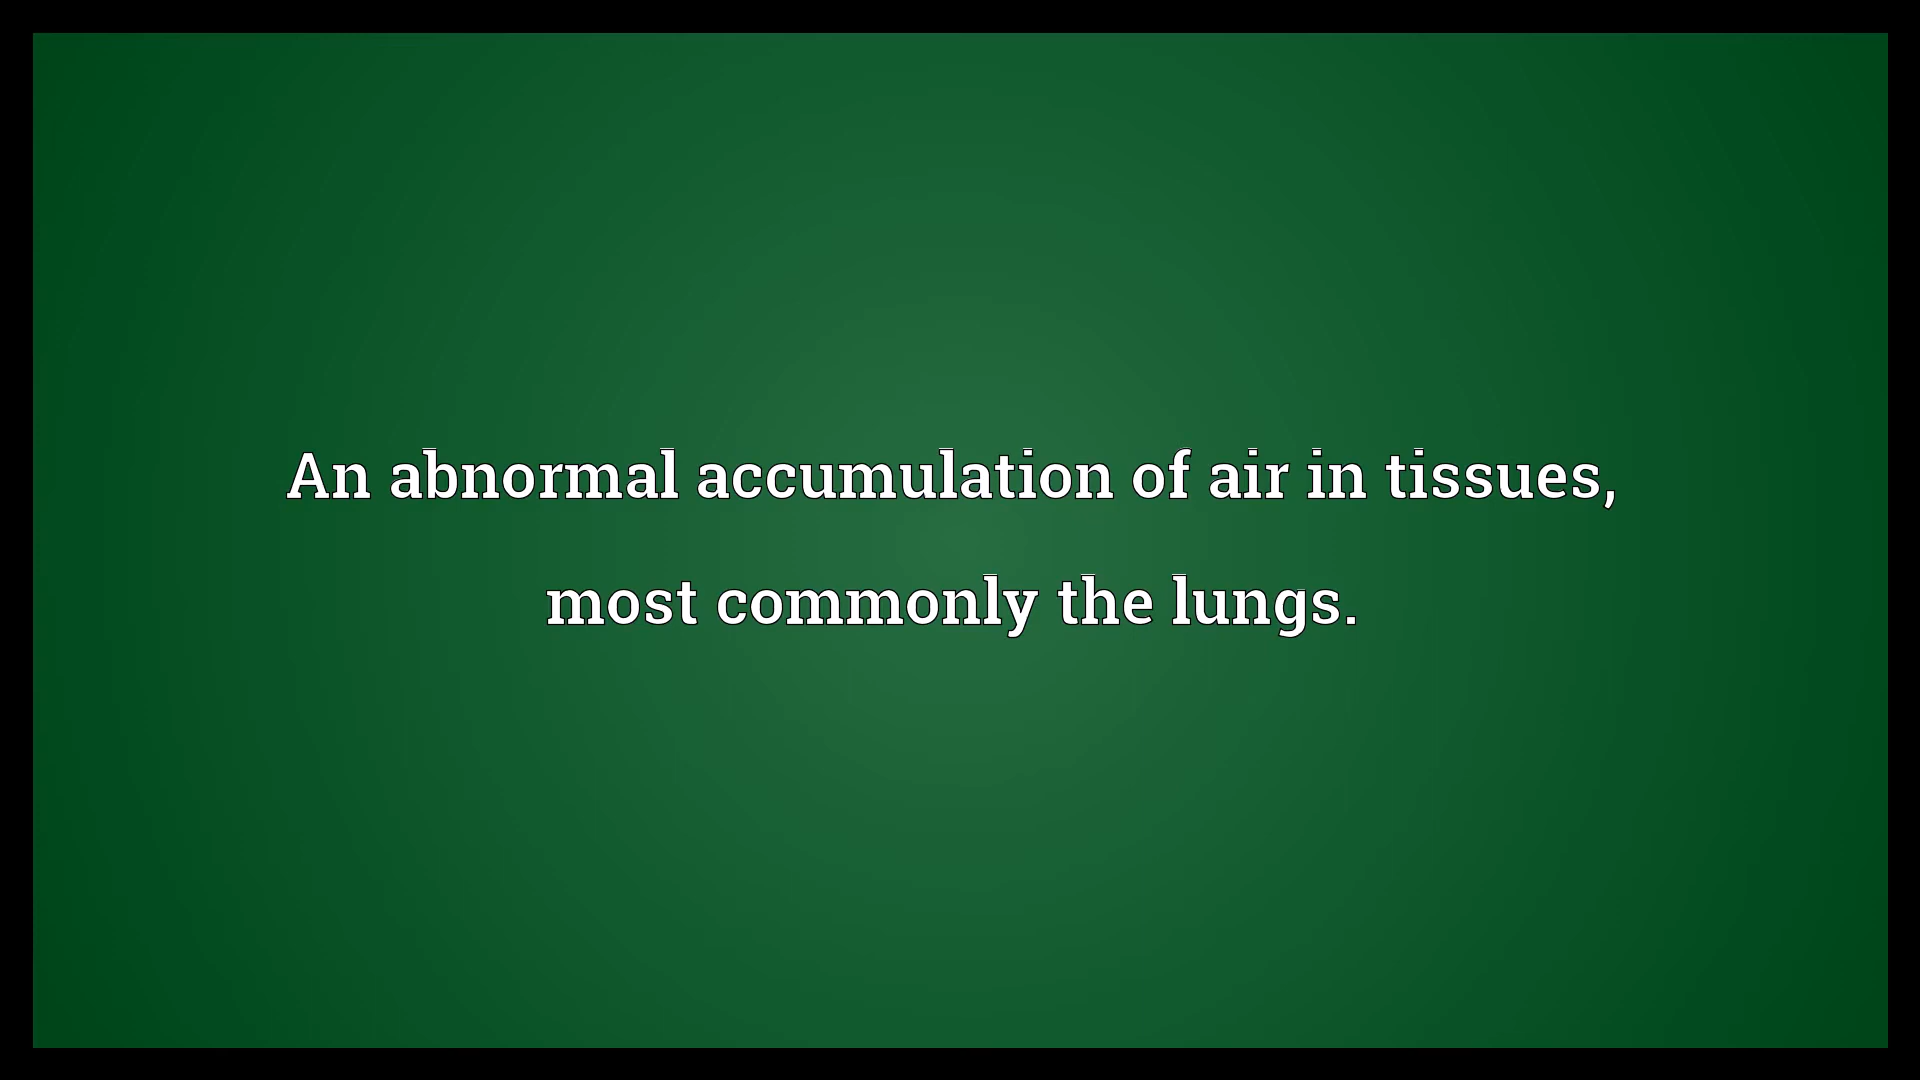 An abnormal accumulation of air in tissues,
most commonly the lungs.